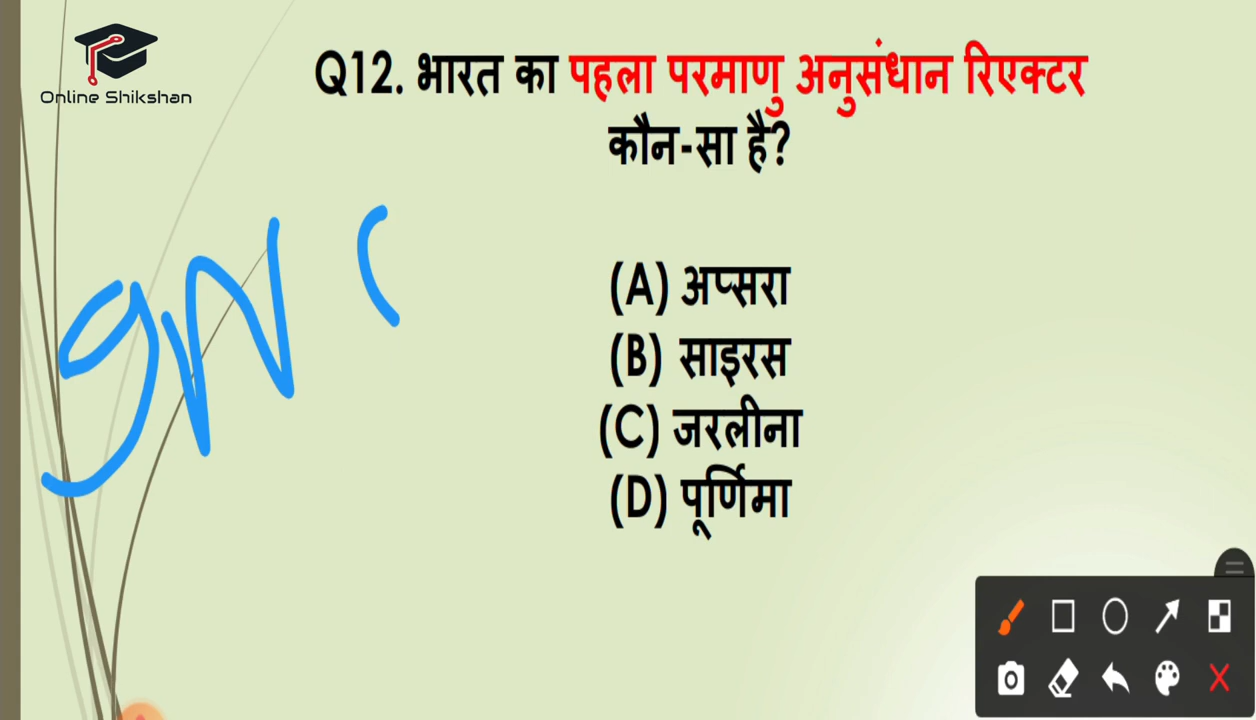 Online Shikshan
Q12. भारत का पहला परमाणु अनुसंधान रिएक्टर
कौन-सा है?
(A) अप्सरा
(B) साइरस
(C) जरलीना
(D) पूर्णिमा